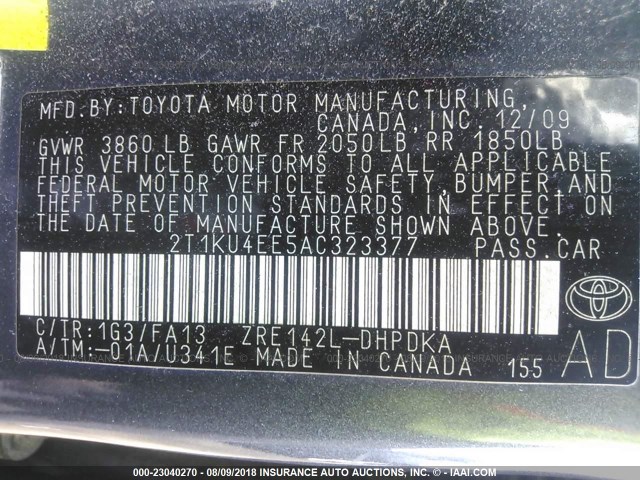 MFD.BY:TOYOTA MOTOR MANUFACTURING,
CANADA,INC. 12/09
GVWR 3860 LB GAWR FR 2050LB RR 1850LB
THIS VEHICLE CONFORMS TO ALL APPLICABLE
FEDERAL MOTOR VEHICLE SAFETY, BUMPER,AND
THEFT PREVENTION STANDARDS IN EFFECT ON
THE DATE OF MANUFACTURE SHOWN ABOVE.
2T1KU4EE5AC323377 PASS.CAR
C/TR:1G3/FA13 ZRE142L-DHPDKA
A/TM:-01A/U341E MADE IN CANADA 155 AD
000-23040270 - 08/09/2018 - INSURANCE AUTO AUCTIONS, INC. - IAAI.COM